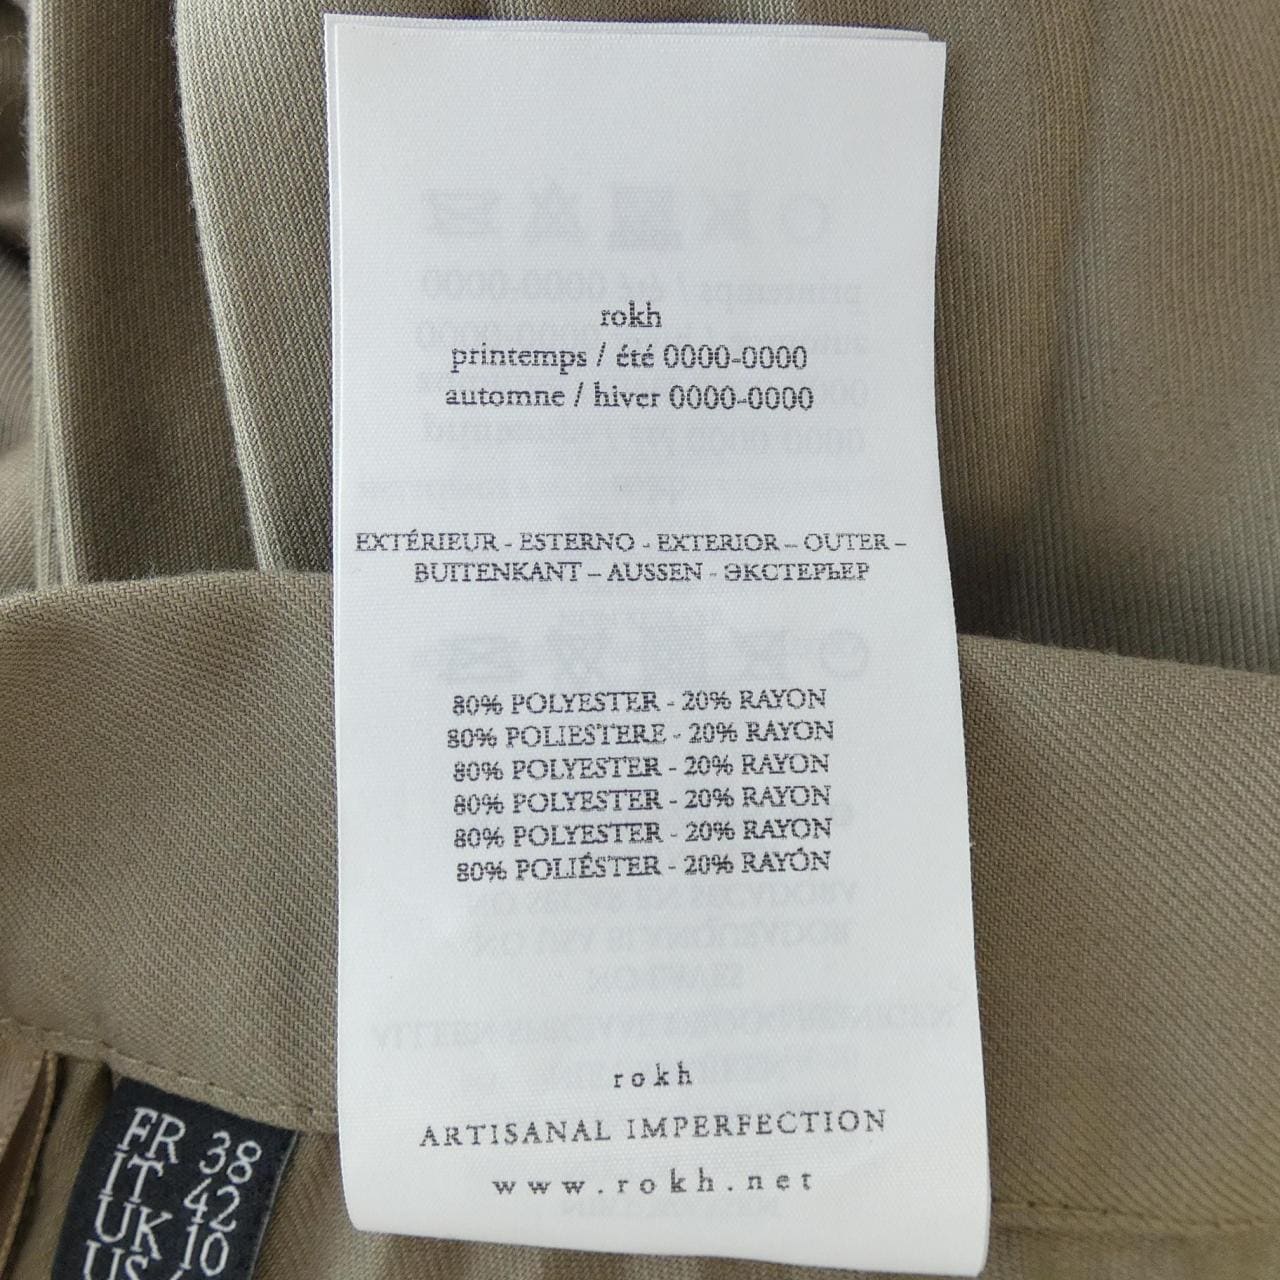 rokh
printemps / été 0000-0000
automne / hiver 0000-0000
EXTÉRIEUR - ESTERNO - EXTERIOR – OUTER –
BUITENKANT – AUSSEN - ЭКСТЕРЬЕР
80% POLYESTER - 20% RAYON
80% POLIESTERE - 20% RAYON
80% POLYESTER - 20% RAYON
80% POLYESTER - 20% RAYON
80% POLYESTER - 20% RAYON
80% POLIÉSTER - 20% RAYÓN
rokh
ARTISANAL IMPERFECTION
www.rokh.net
FR 38
IT 42
UK 10
US